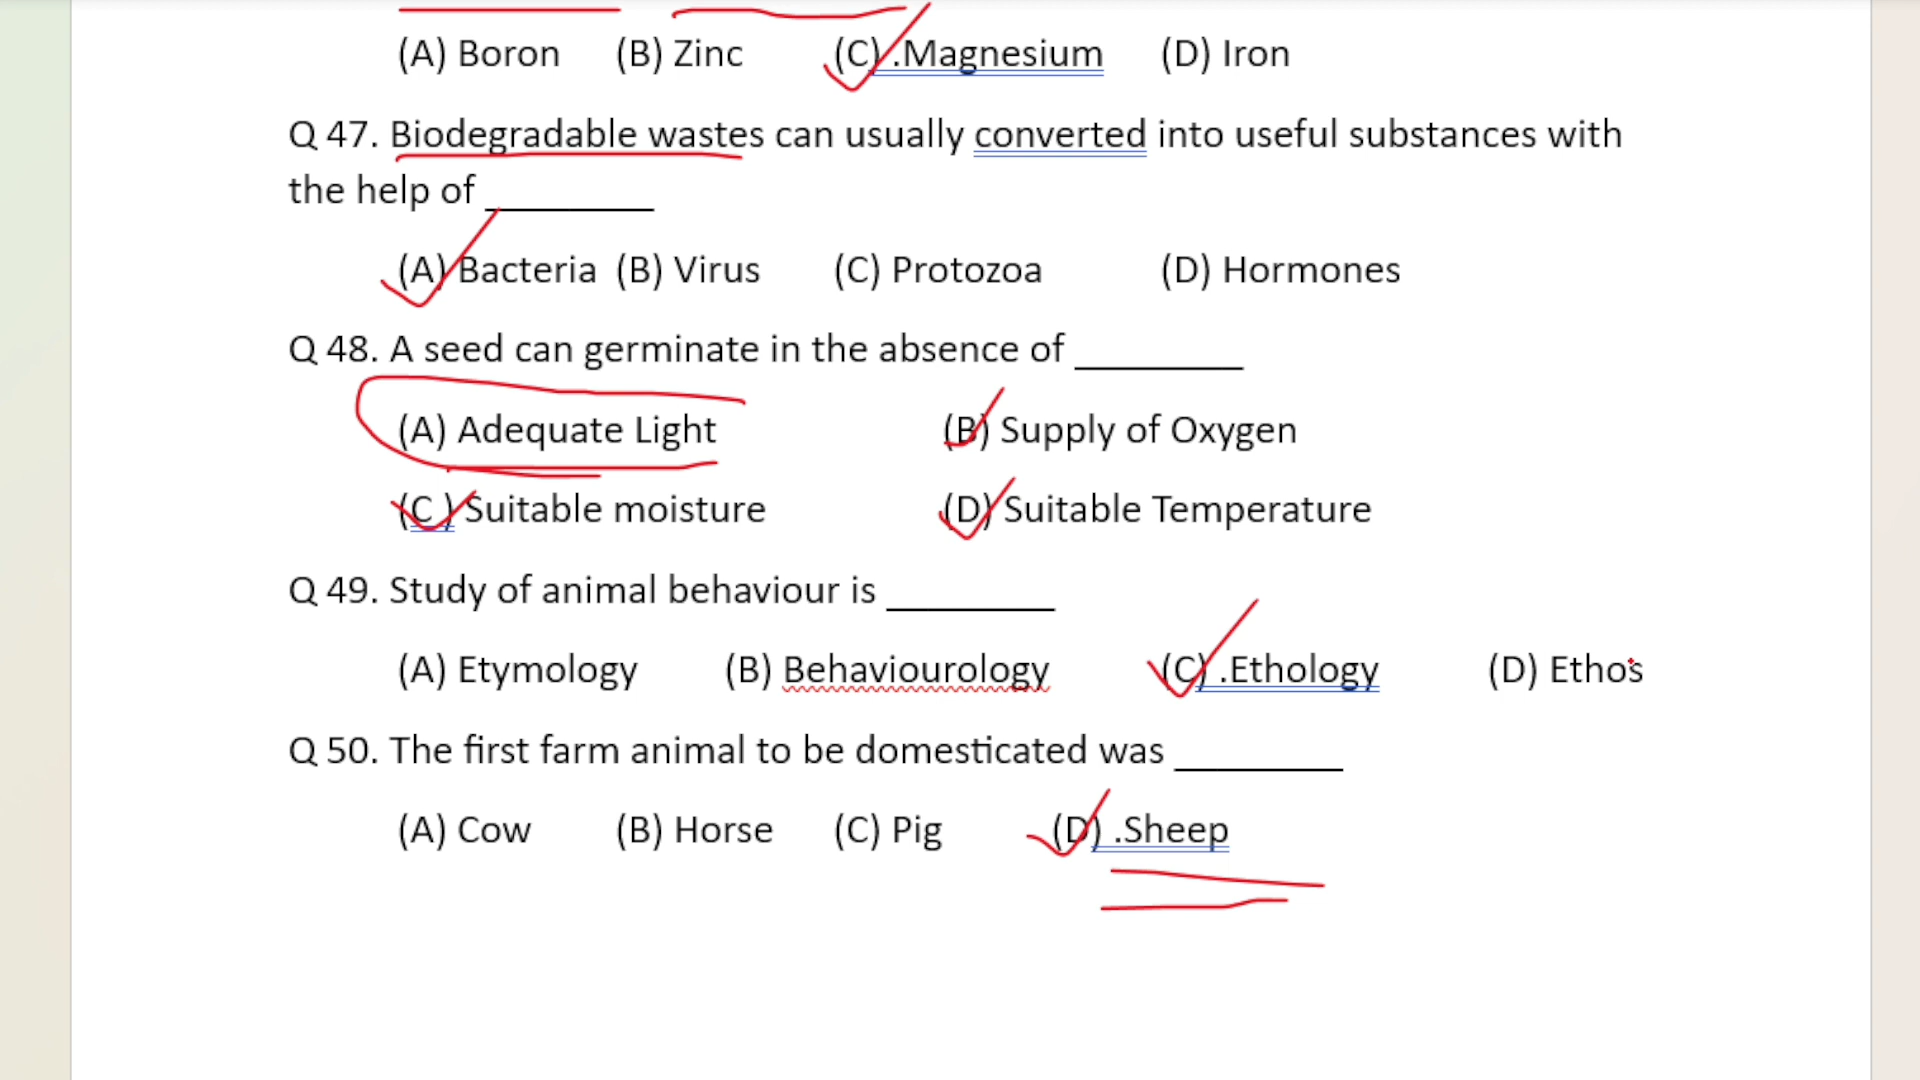 (A) Boron (B) Zinc (C) .Magnesium (D) Iron
Q 47. Biodegradable wastes can usually converted into useful substances with
the help of ________
(A) Bacteria (B) Virus (C) Protozoa (D) Hormones
Q 48. A seed can germinate in the absence of ________
(A) Adequate Light (B) Supply of Oxygen
(C ) Suitable moisture (D) Suitable Temperature
Q 49. Study of animal behaviour is ________
(A) Etymology (B) Behaviourology (C) .Ethology (D) Ethos
Q 50. The first farm animal to be domesticated was ________
(A) Cow (B) Horse (C) Pig (D) .Sheep